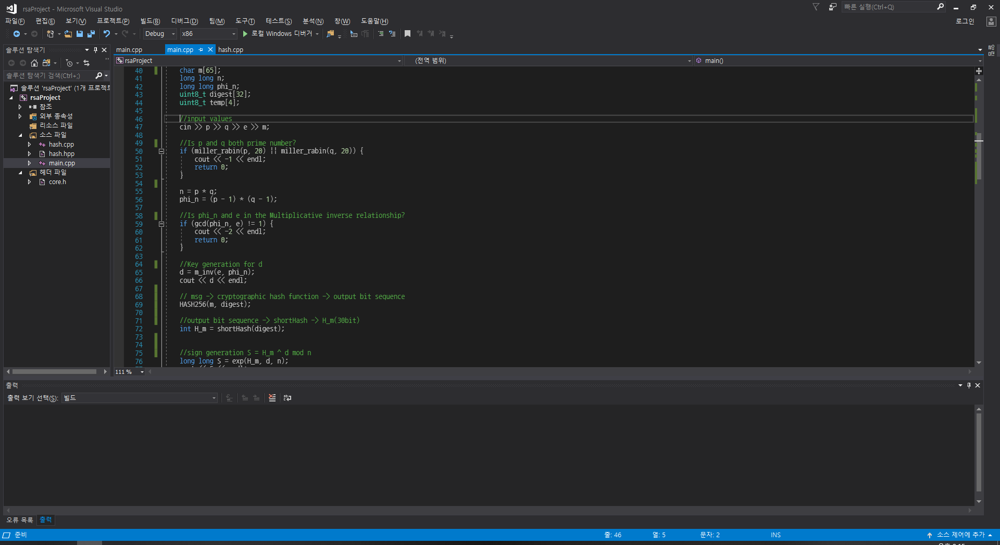 rsaProject - Microsoft Visual Studio
빠른 실행(Ctrl+Q)
파일(F) 편집(E) 보기(V) 프로젝트(P) 빌드(B) 디버그(D) 팀(M) 도구(T) 테스트(S) 분석(N) 창(W) 도움말(H)
로그인
Debug x86 로컬 Windows 디버거
솔루션 탐색기
main.cpp main.cpp hash.cpp
rsaProject (전역 범위) main()
솔루션 탐색기 검색(Ctrl+;)
솔루션 'rsaProject' (1개 프로젝트
rsaProject
참조
외부 종속성
리소스 파일
소스 파일
hash.cpp
hash.hpp
main.cpp
헤더 파일
core.h
40 char m[65];
41 long long n;
42 long long phi_n;
43 uint8_t digest[32];
44 uint8_t temp[4];
45
46 //input values
47 cin >> p >> q >> e >> m;
48
49 //Is p and q both prime number?
50 if (miller_rabin(p, 20) || miller_rabin(q, 20)) {
51 cout << -1 << endl;
52 return 0;
53 }
54
55 n = p * q;
56 phi_n = (p - 1) * (q - 1);
57
58 //Is phi_n and e in the Multiplicative inverse relationship?
59 if (gcd(phi_n, e) != 1) {
60 cout << -2 << endl;
61 return 0;
62 }
63
64 //Key generation for d
65 d = m_inv(e, phi_n);
66 cout << d << endl;
67
68 // msg -> cryptographic hash function -> output bit sequence
69 HASH256(m, digest);
70
71 //output bit sequence -> shortHash -> H_m(30bit)
72 int H_m = shortHash(digest);
73
74
75 //sign generation S = H_m ^ d mod n
76 long long S = exp(H_m, d, n);
111 %
출력
출력 보기 선택(S): 빌드
오류 목록 출력
준비 줄: 46 열: 5 문자: 2 INS 소스 제어에 추가